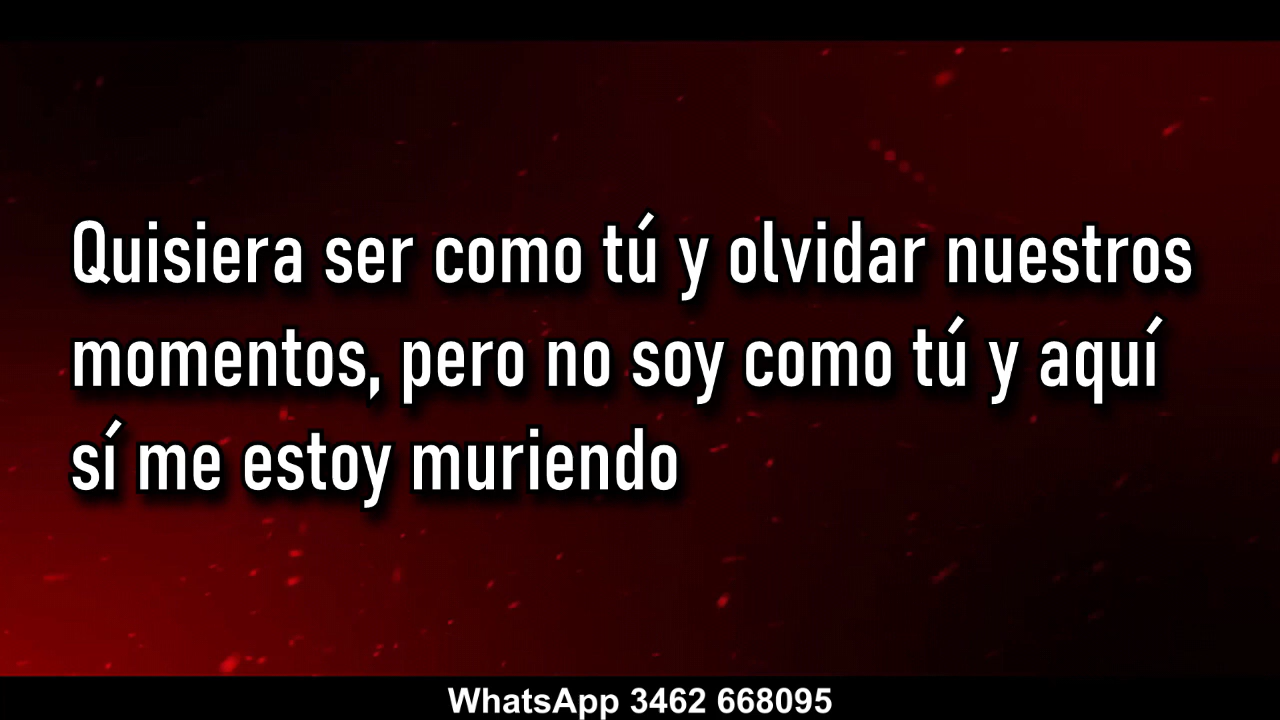 Quisiera ser como tú y olvidar nuestros
momentos, pero no soy como tú y aquí
sí me estoy muriendo
WhatsApp 3462 668095